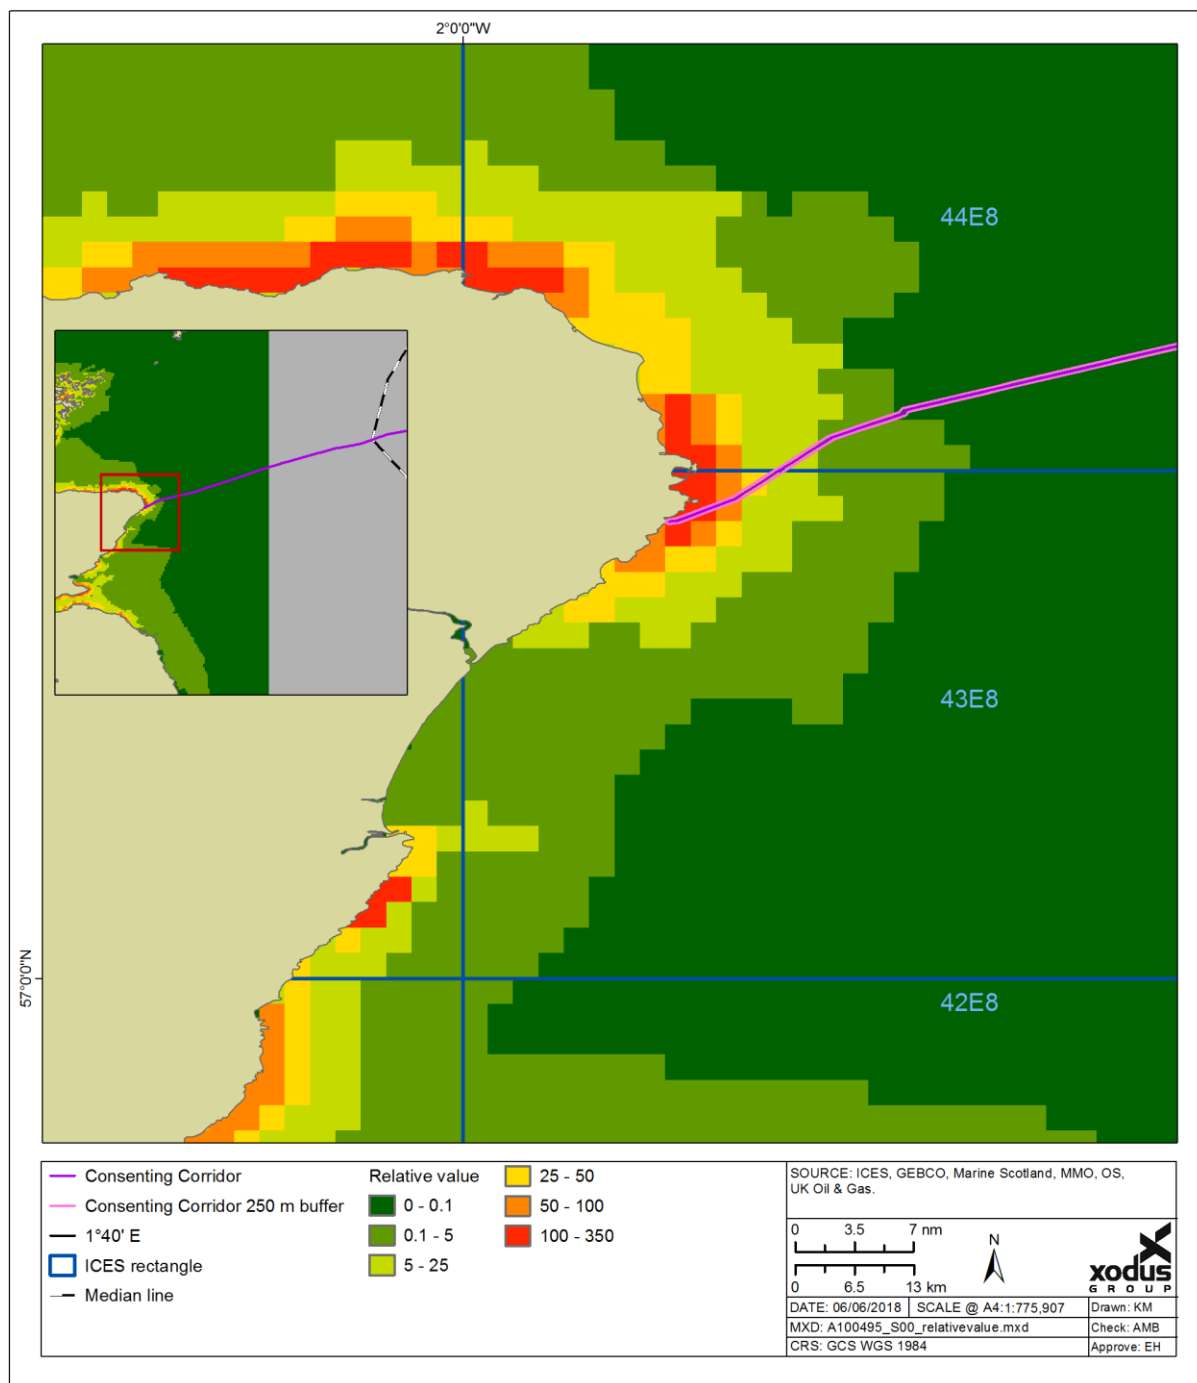 2°0'0"W
44E8
43E8
57°0'0"N
42E8
Consenting Corridor
Consenting Corridor 250 m buffer
1°40' E
ICES rectangle
Median line
Relative value
0 - 0.1
0.1 - 5
5 - 25
25 - 50
50 - 100
100 - 350
SOURCE: ICES, GEBCO, Marine Scotland, MMO, OS,
UK Oil & Gas.
0 3.5 7 nm
0 6.5 13 km
N
xodus
GROUP
DATE: 06/06/2018 SCALE @ A4:1:775,907 Drawn: KM
MXD: A100495_S00_relativevalue.mxd Check: AMB
CRS: GCS WGS 1984 Approve: EH